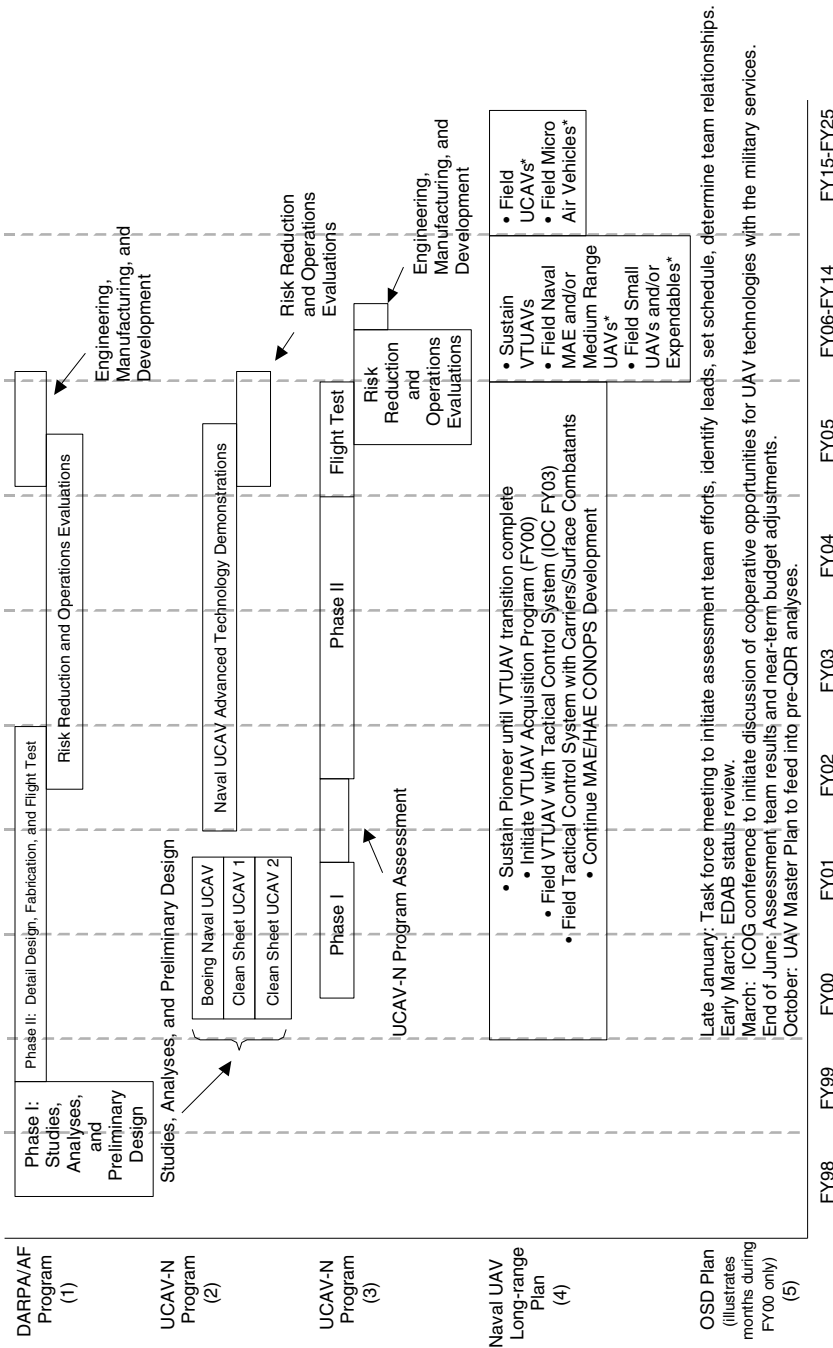 DARPA/AF
Program
(1)
Phase I:
Studies,
Analyses,
and
Preliminary
Design
Phase II: Detail Design, Fabrication, and Flight Test
Risk Reduction and Operations Evaluations
Engineering,
Manufacturing, and
Development
UCAV-N
Program
(2)
Studies, Analyses, and Preliminary Design
Boeing Naval UCAV
Clean Sheet UCAV 1
Clean Sheet UCAV 2
Naval UCAV Advanced Technology Demonstrations
Risk Reduction
and Operations
Evaluations
UCAV-N
Program
(3)
Phase I
UCAV-N Program Assessment
Phase II
Flight Test
Risk
Reduction
and
Operations
Evaluations
Engineering,
Manufacturing, and
Development
Naval UAV
Long-range
Plan
(4)
• Sustain Pioneer until VTUAV transition complete
• Initiate VTUAV Acquisition Program (FY00)
• Field VTUAV with Tactical Control System (IOC FY03)
• Field Tactical Control System with Carriers/Surface Combatants
• Continue MAE/HAE CONOPS Development
• Sustain
VTUAVs
• Field Naval
MAE and/or
Medium Range
UAVs*
• Field Small
UAVs and/or
Expendables*
• Field
UCAVs*
• Field Micro
Air Vehicles*
OSD Plan
(illustrates
months during
FY00 only)
(5)
Late January: Task force meeting to initiate assessment team efforts, identify leads, set schedule, determine team relationships.
Early March: EDAB status review.
March: ICOG conference to initiate discussion of cooperative opportunities for UAV technologies with the military services.
End of June: Assessment team results and near-term budget adjustments.
October: UAV Master Plan to feed into pre-QDR analyses.
FY98 FY99 FY00 FY01 FY02 FY03 FY04 FY05 FY06-FY14 FY15-FY25